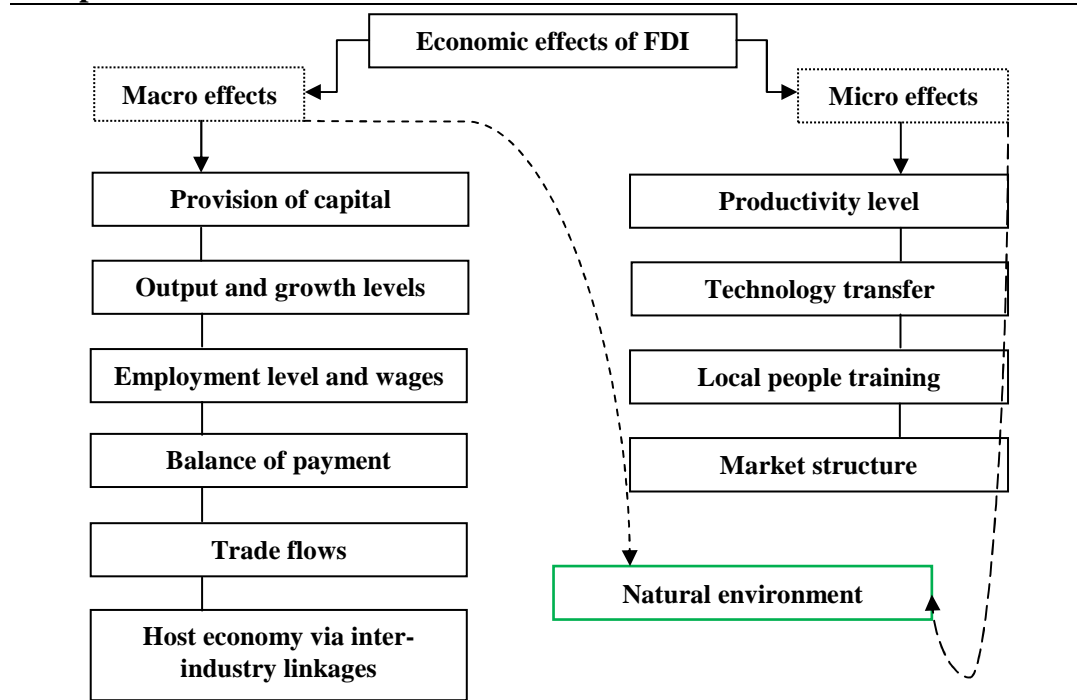 Economic effects of FDI
Macro effects
Micro effects
Provision of capital
Output and growth levels
Employment level and wages
Balance of payment
Trade flows
Host economy via inter-
industry linkages
Productivity level
Technology transfer
Local people training
Market structure
Natural environment